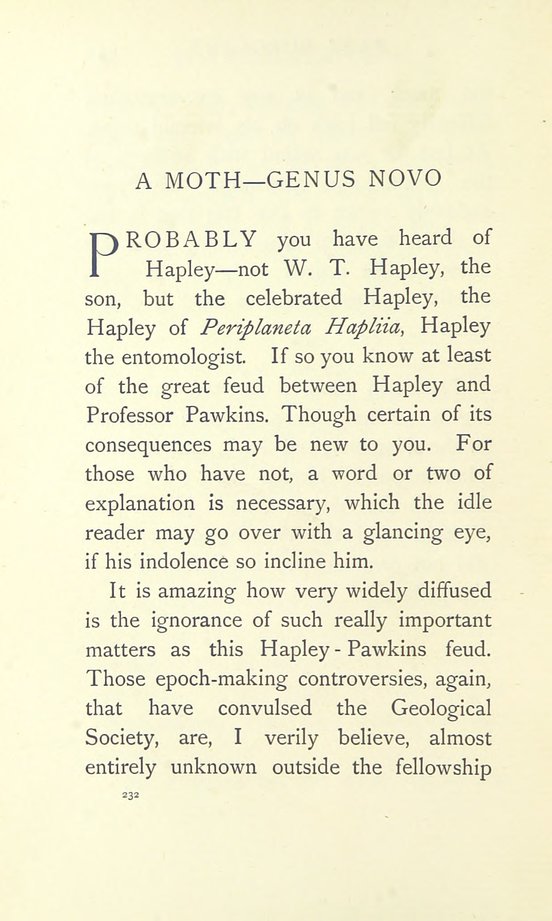 A MOTH—GENUS NOVO
PROBABLY you have heard of
Hapley—not W. T. Hapley, the
son, but the celebrated Hapley, the
Hapley of Periplaneta Hapliia, Hapley
the entomologist. If so you know at least
of the great feud between Hapley and
Professor Pawkins. Though certain of its
consequences may be new to you. For
those who have not, a word or two of
explanation is necessary, which the idle
reader may go over with a glancing eye,
if his indolence so incline him.
It is amazing how very widely diffused
is the ignorance of such really important
matters as this Hapley-Pawkins feud.
Those epoch-making controversies, again,
that have convulsed the Geological
Society, are, I verily believe, almost
entirely unknown outside the fellowship
232